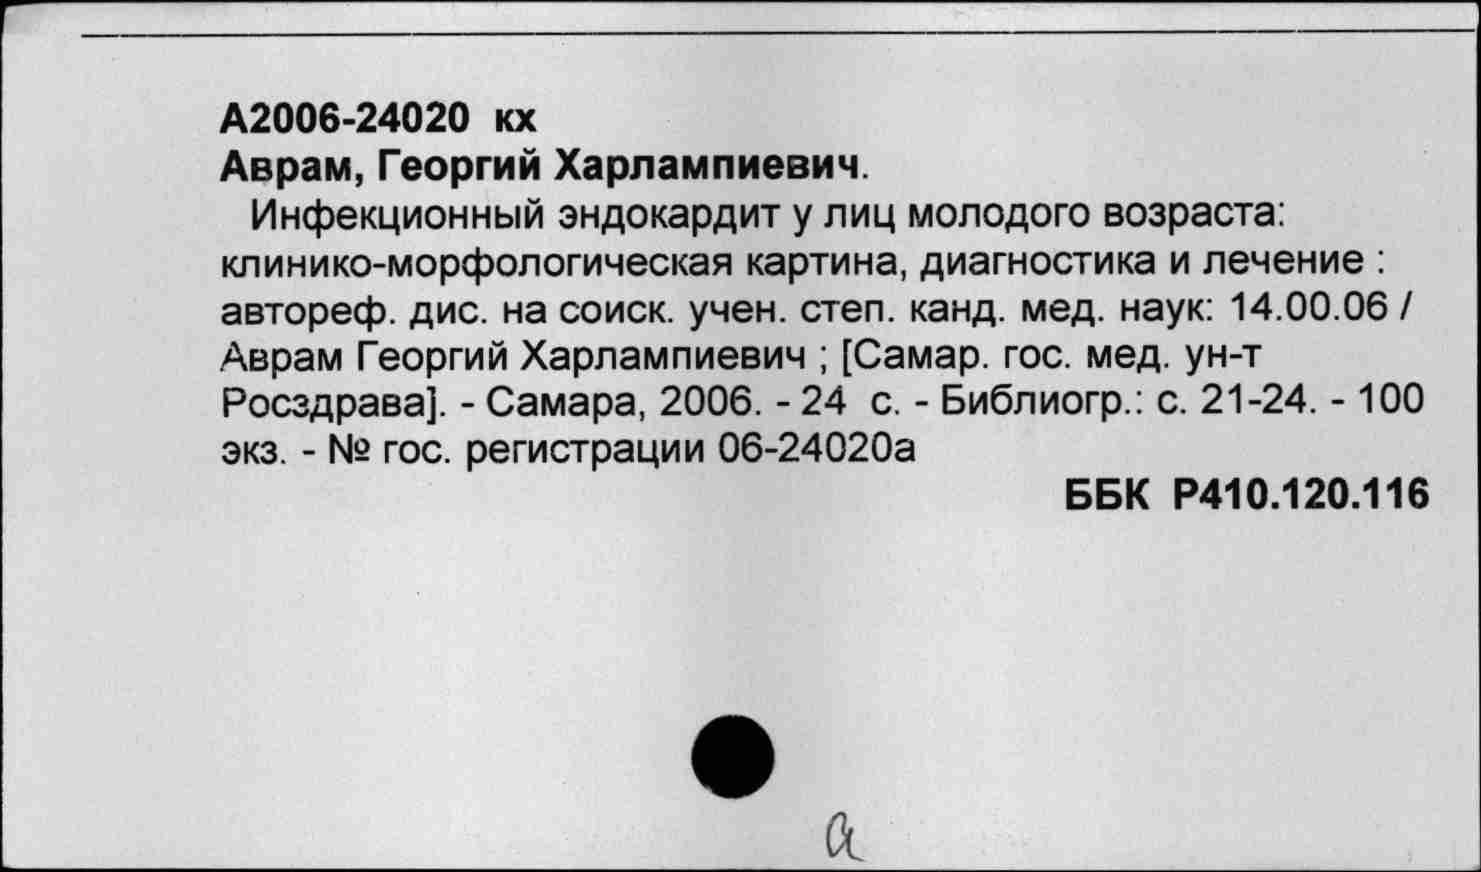 А2006-24020 кх
Аврам, Георгий Харлампиевич.
Инфекционный эндокардит у лиц молодого возраста:
клинико-морфологическая картина, диагностика и лечение :
автореф. дис. на соиск. учен. степ. канд. мед. наук: 14.00.06 /
Аврам Георгий Харлампиевич ; [Самар. гос. мед. ун-т
Росздрава]. - Самара, 2006. - 24 с. - Библиогр.: с. 21-24. - 100
экз. - № гос. регистрации 06-24020а
ББК Р410.120.116
а